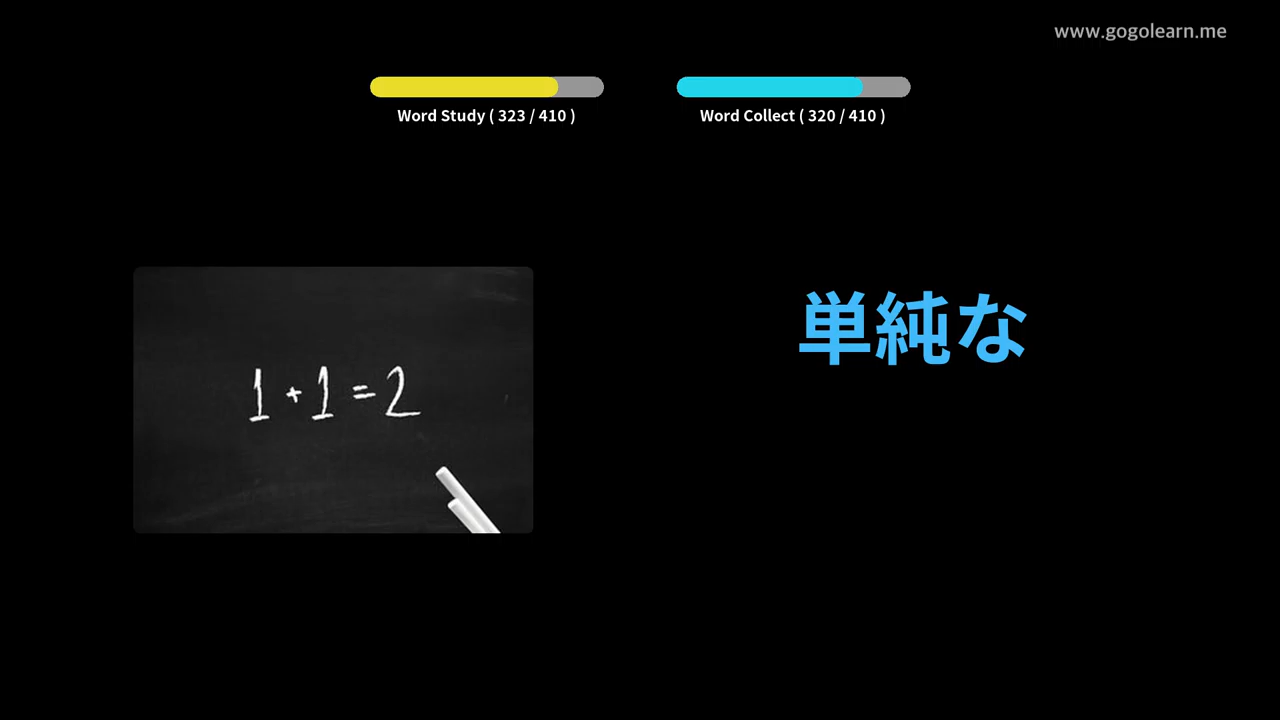 www.gogolearn.me
Word Study ( 323 / 410 )
Word Collect ( 320 / 410 )
1 + 1 = 2
単純な